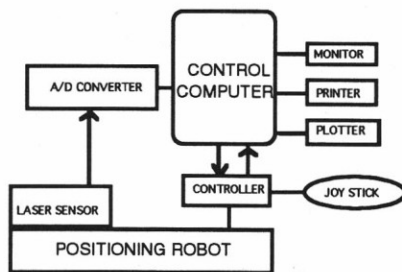 MONITOR
CONTROL
COMPUTER
A/D CONVERTER
PRINTER
PLOTTER
CONTROLLER
JOY STICK
LASER SENSOR
POSITIONING ROBOT